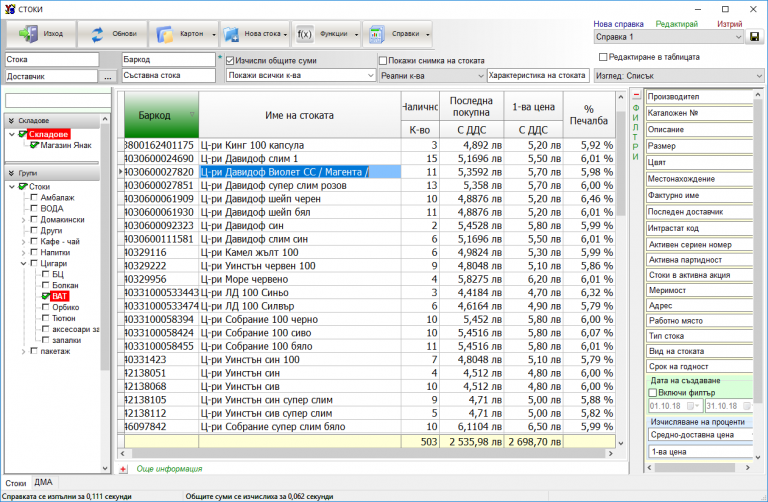 СТОКИ
Изход
Обнови
Картон
Нова стока
f(x) Функции
Справки
Нова справка Редактирай Изтрий
Справка 1
Стока
Баркод
Изчисли общите суми
Покажи снимка на стоката
Редактиране в таблицата
Доставчик ...
Съставна стока
Покажи всички к-ва
Реални к-ва
Характеристика на стоката
Изглед: Списък
Складове
Складове
Магазин Янак
Групи
Стоки
Амбалаж
ВОДА
Домакински
Други
Кафе - чай
Напитки
Цигари
БЦ
Болкан
ВАТ
Орбико
Тютюн
аксесоари за
запалки
пакетаж
Баркод Име на стоката Налично Последна покупна 1-ва цена % Печалба
К-во С ДДС С ДДС
3800162401175 Ц-ри Кинг 100 капсула 3 4,892 лв 5,20 лв 5,92 %
4030600024690 Ц-ри Давидоф слим 1 15 5,1696 лв 5,50 лв 6,01 %
4030600027820 Ц-ри Давидоф Виолет СС / Магента / 11 5,3592 лв 5,70 лв 5,98 %
4030600027851 Ц-ри Давидоф супер слим розов 13 5,358 лв 5,70 лв 6,00 %
4030600061909 Ц-ри Давидоф шейп черен 10 4,8876 лв 5,20 лв 6,46 %
4030600061930 Ц-ри Давидоф шейп бял 11 4,8876 лв 5,20 лв 6,01 %
4030600092323 Ц-ри Давидоф син 2 5,4528 лв 5,80 лв 5,99 %
4030600111581 Ц-ри Давидоф слим син 6 5,1696 лв 5,50 лв 6,01 %
40329116 Ц-ри Камел жълт 100 6 4,9824 лв 5,30 лв 5,99 %
40329222 Ц-ри Уинстън червен 100 9 4,8048 лв 5,10 лв 5,86 %
40329956 Ц-ри Море червено 4 5,8275 лв 6,20 лв 6,01 %
4031000533443 Ц-ри ЛД 100 Синьо 3 4,4184 лв 4,70 лв 6,32 %
4031000533474 Ц-ри ЛД 100 Силвър 6 4,6164 лв 4,90 лв 5,79 %
4033100058394 Ц-ри Собрание 100 черно 10 5,452 лв 5,80 лв 6,00 %
4033100058424 Ц-ри Собрание 100 сиво 10 5,4516 лв 5,80 лв 6,07 %
4033100058455 Ц-ри Собрание 100 бяло 11 5,4516 лв 5,80 лв 6,01 %
40331423 Ц-ри Уинстън син 100 7 4,8048 лв 5,10 лв 5,79 %
42138051 Ц-ри Уинстън син 4 4,512 лв 4,80 лв 6,00 %
42138068 Ц-ри Уинстън сив 10 4,512 лв 4,80 лв 6,00 %
42138105 Ц-ри Уинстън син супер слим 9 4,71 лв 5,00 лв 5,88 %
42138112 Ц-ри Уинстън сив супер слим 5 4,71 лв 5,00 лв 5,82 %
46097842 Ц-ри Собрание супер слим бяло 10 6,1104 лв 6,50 лв 5,99 %
503 2 535,98 лв 2 698,70 лв
Още информация
ФИЛТРИ
Производител
Каталожен №
Описание
Размер
Цвят
Местонахождение
Фактурно име
Последен доставчик
Интрастат код
Активен сериен номер
Активна партидност
Стоки в активна акция
Меримост
Адрес
Работно място
Тип стока
Вид на стоката
Срок на годност
Дата на създаване
Включи филтър
01.10.18 31.10.18
Изчисляване на проценти
Средно-доставна цена
1-ва цена
Стоки ДМА
Справката се изпълни за 0,111 секунди Общите суми се изчислиха за 0,062 секунди